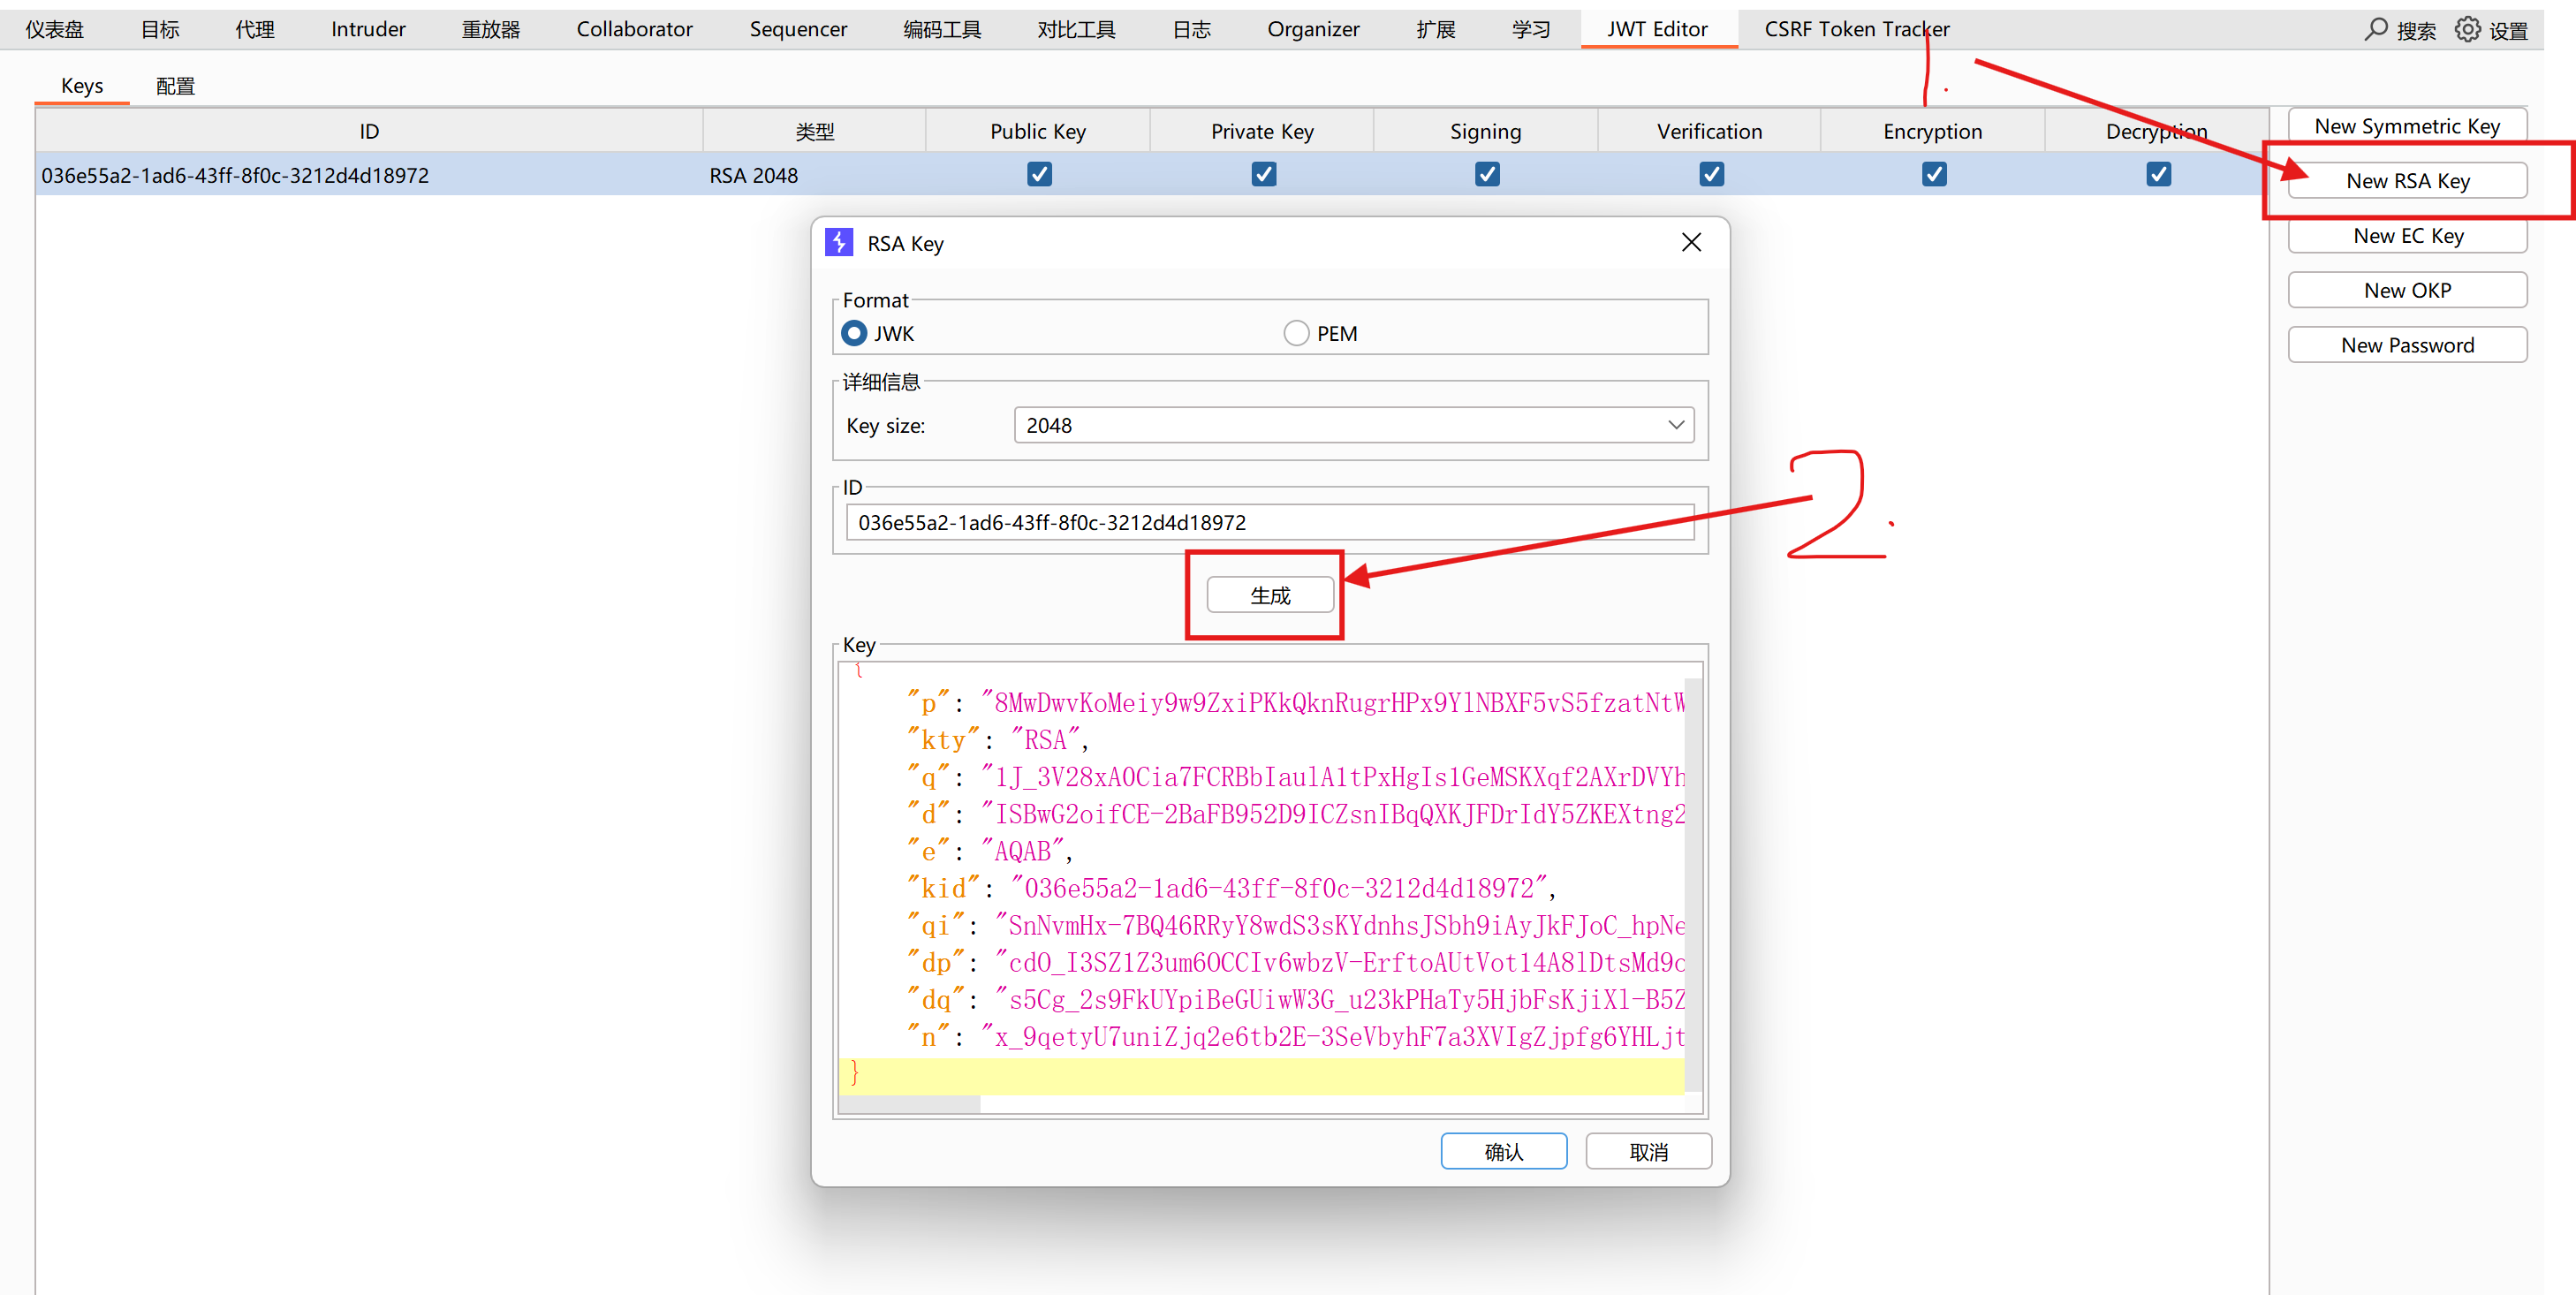 仪表盘 目标 代理 Intruder 重放器 Collaborator Sequencer 编码工具 对比工具 日志 Organizer 扩展 学习 JWT Editor CSRF Token Tracker 搜索 设置
Keys 配置
1.
ID 类型 Public Key Private Key Signing Verification Encryption Decryption
036e55a2-1ad6-43ff-8f0c-3212d4d18972 RSA 2048
New Symmetric Key
New RSA Key
New EC Key
New OKP
New Password
RSA Key
Format
JWK PEM
详细信息
Key size: 2048
ID
036e55a2-1ad6-43ff-8f0c-3212d4d18972
2.
生成
Key
{
"p": "8MwDwvKoMeiy9w9ZxiPKkQknRugrHPx9YlNBXF5vS5fzatNtW
"kty": "RSA",
"q": "1J_3V28xAOCia7FCRBbIaulA1tPxHgIs1GeMSKXqf2AXrDVYh
"d": "ISBwG2oifCE-2BaFB952D9ICZsnIBqQXKJFDrIdY5ZKEXtng2
"e": "AQAB",
"kid": "036e55a2-1ad6-43ff-8f0c-3212d4d18972",
"qi": "SnNvmHx-7BQ46RRyY8wdS3sKYdnhsJSbh9iAyJkFJoC_hpNe
"dp": "cdO_I3SZ1Z3um6OCCIv6wbzV-ErftoAUtVot14A8lDtsMd9c
"dq": "s5Cg_2s9FkUYpiBeGUiwW3G_u23kPHaTy5HjbFsKjiXl-B5Z
"n": "x_9qetyU7uniZjq2e6tb2E-3SeVbyhF7a3XVIgZjpfg6YHLjt
}
确认 取消